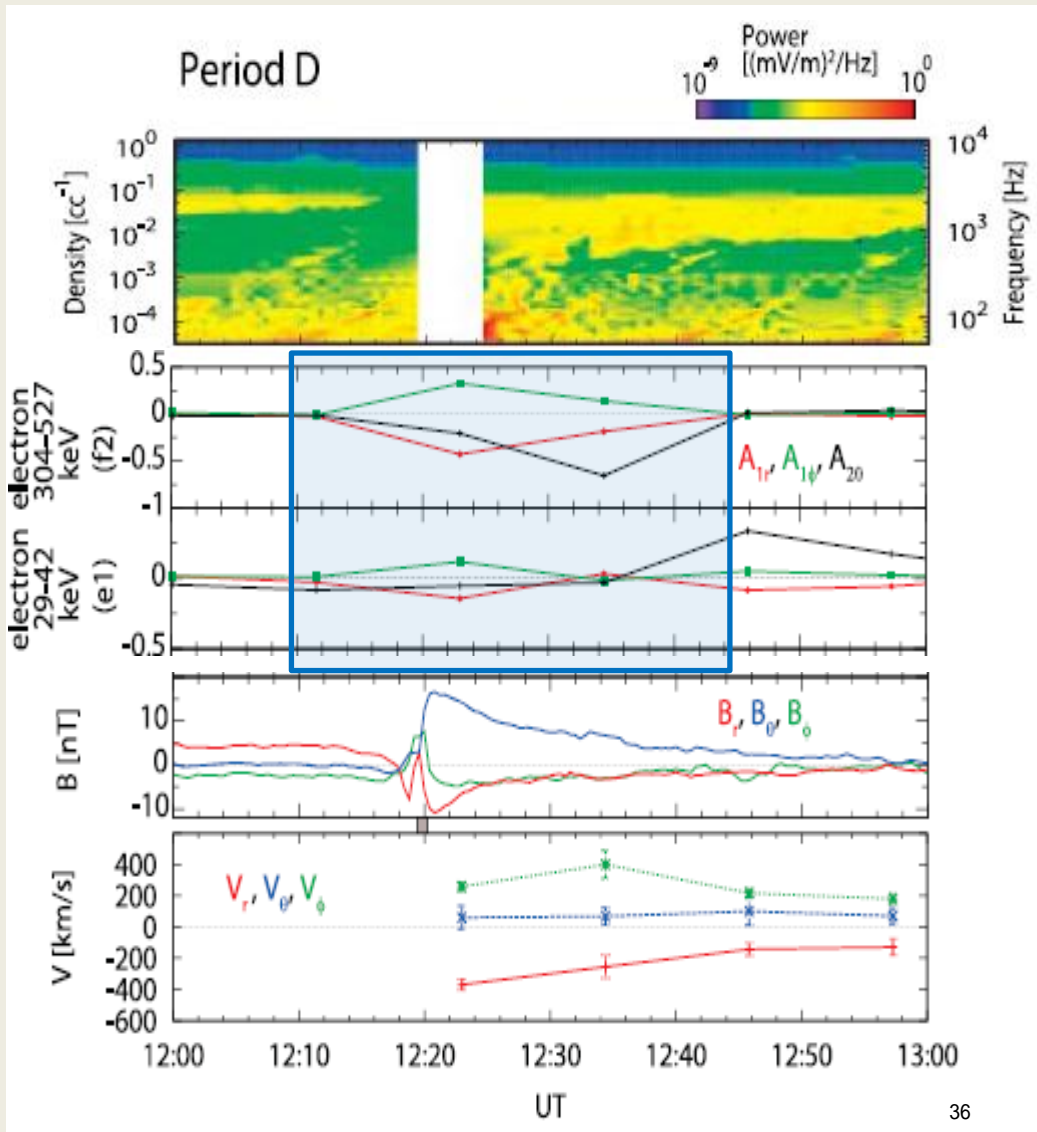 Period D
Power
[(mV/m)²/Hz]
10⁻⁹
10⁰
Density [cc⁻¹]
10⁰
10⁻¹
10⁻²
10⁻³
10⁻⁴
Frequency [Hz]
10⁴
10³
10²
electron
304–527
keV
(f2)
0.5
0
-0.5
-1
A₁ᵣ, A₁ϕ, A₂₀
electron
29–42
keV
(e1)
0
-0.5
B [nT]
10
0
-10
Bᵣ, Bθ, Bϕ
V [km/s]
400
200
0
-200
-400
-600
Vᵣ, Vθ, Vϕ
12:00 12:10 12:20 12:30 12:40 12:50 13:00
UT
36